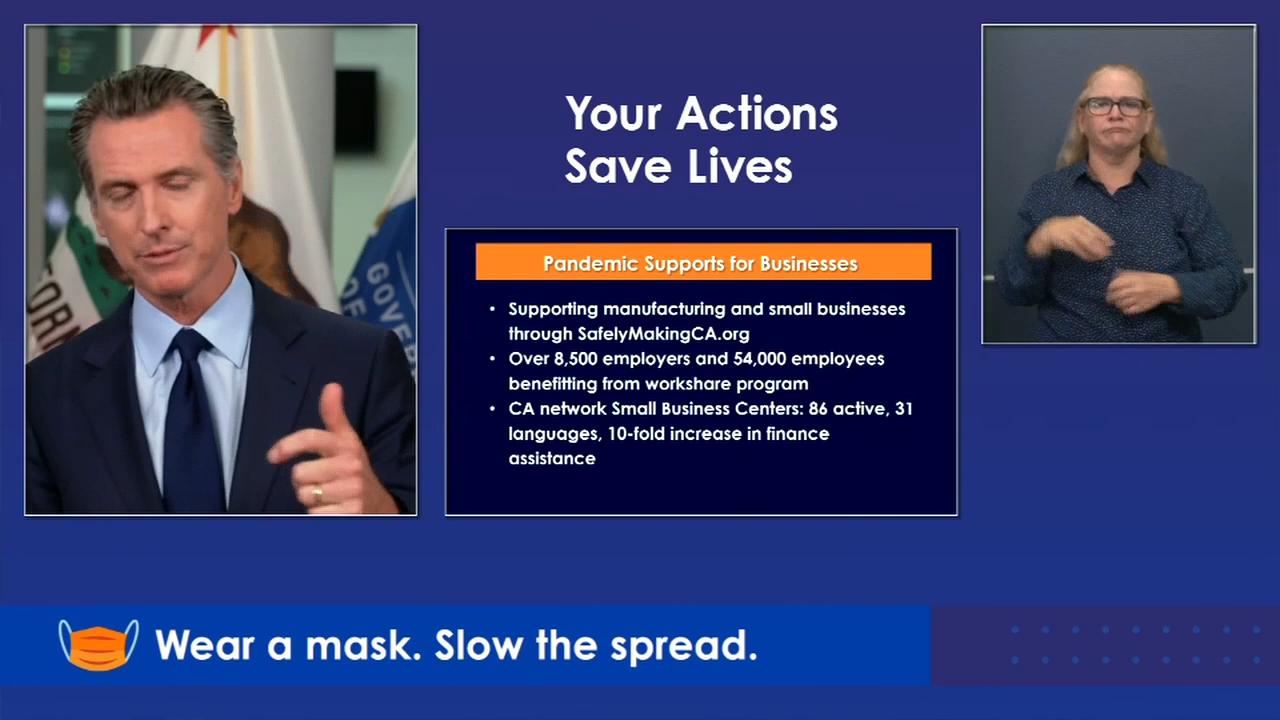 Your Actions
Save Lives
Pandemic Supports for Businesses
• Supporting manufacturing and small businesses
through SafelyMakingCA.org
• Over 8,500 employers and 54,000 employees
benefitting from workshare program
• CA network Small Business Centers: 86 active, 31
languages, 10-fold increase in finance
assistance
Wear a mask. Slow the spread.